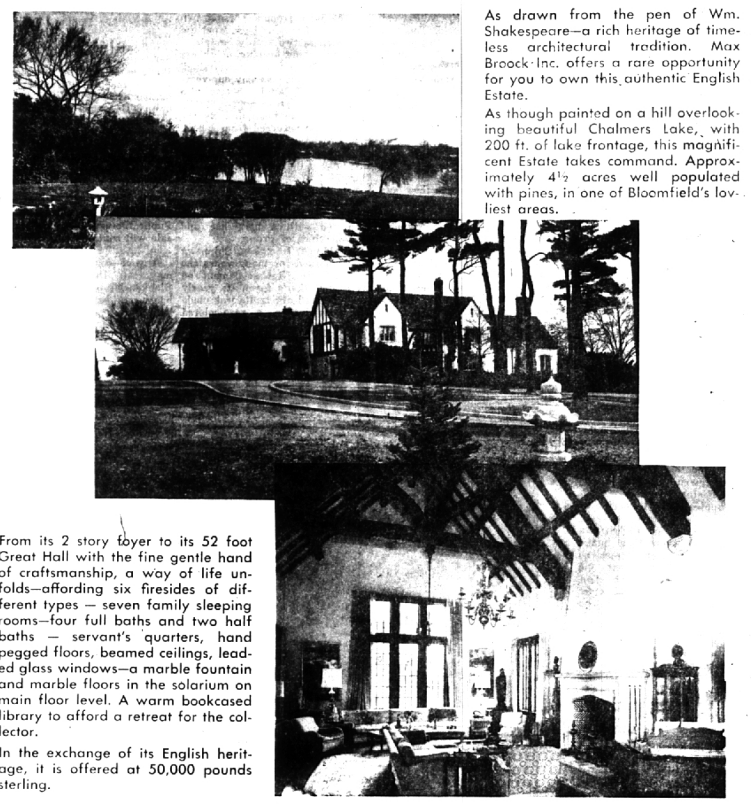 As drawn from the pen of Wm.
Shakespeare—a rich heritage of time-
less architectural tradition. Max
Broock Inc. offers a rare opportunity
for you to own this authentic English
Estate.
As though painted on a hill overlook-
ing beautiful Chalmers Lake, with
200 ft. of lake frontage, this magnifi-
cent Estate takes command. Approx-
imately 4½ acres well populated
with pines, in one of Bloomfield's lov-
liest areas.
From its 2 story foyer to its 52 foot
Great Hall with the fine gentle hand
of craftsmanship, a way of life un-
folds—affording six firesides of dif-
ferent types — seven family sleeping
rooms—four full baths and two half
baths — servant's quarters, hand
pegged floors, beamed ceilings, lead-
ed glass windows—a marble fountain
and marble floors in the solarium on
main floor level. A warm bookcased
library to afford a retreat for the col-
lector.
In the exchange of its English herit-
age, it is offered at 50,000 pounds
sterling.